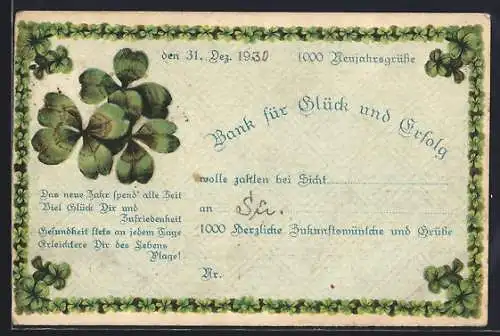 den 31. Dez. 1930 1000 Neujahrsgrüße
Bank für Glück und Erfolg
wolle zahlen bei Sicht
an Sie.
1000 Herzliche Zukunftswünsche und Grüße
Nr.
Das neue Jahr spend' alle Zeit
Viel Glück Dir und
Zufriedenheit
Gesundheit stets an jedem Tage
Erleichtere Dir des Lebens
Plage!